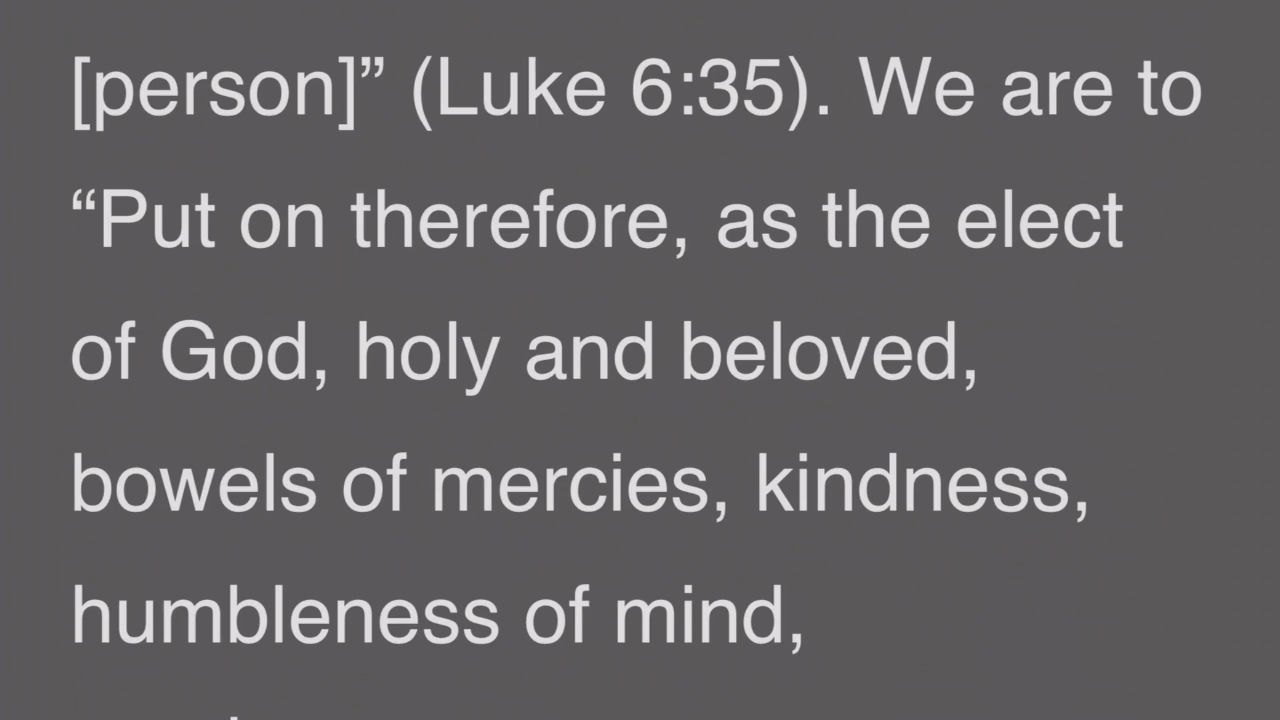 [person]” (Luke 6:35). We are to
“Put on therefore, as the elect
of God, holy and beloved,
bowels of mercies, kindness,
humbleness of mind,